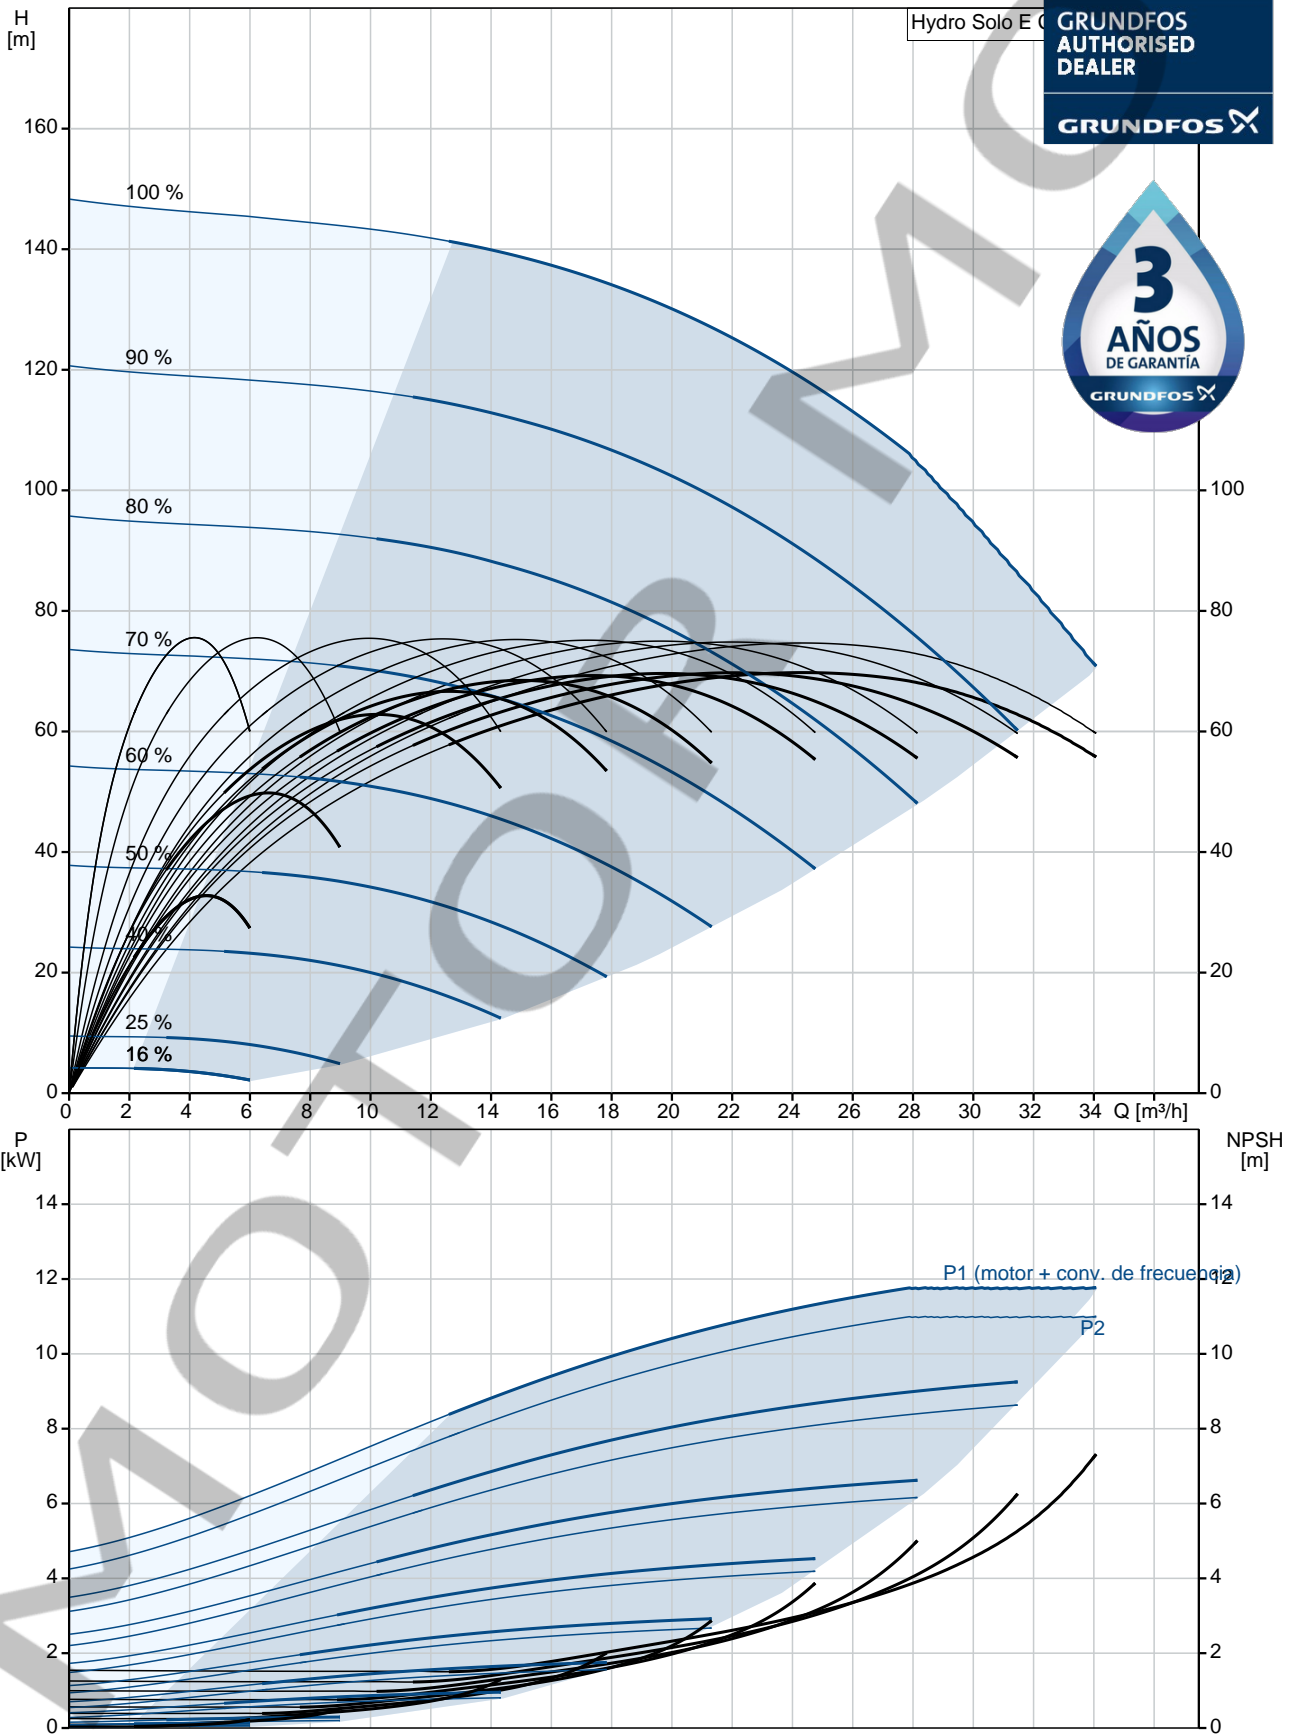 H
[m]
Hydro Solo E
GRUNDFOS
AUTHORISED
DEALER
GRUNDFOS
3
AÑOS
DE GARANTÍA
GRUNDFOS
160
140
120
100
80
60
40
20
0
100 %
90 %
80 %
70 %
60 %
50 %
40 %
25 %
16 %
100
80
60
40
20
0
0 2 4 6 8 10 12 14 16 18 20 22 24 26 28 30 32 34 Q [m³/h]
P
[kW]
NPSH
[m]
14
12
10
8
6
4
2
0
P1 (motor + conv. de frecuencia)
P2
14
12
10
8
6
4
2
0